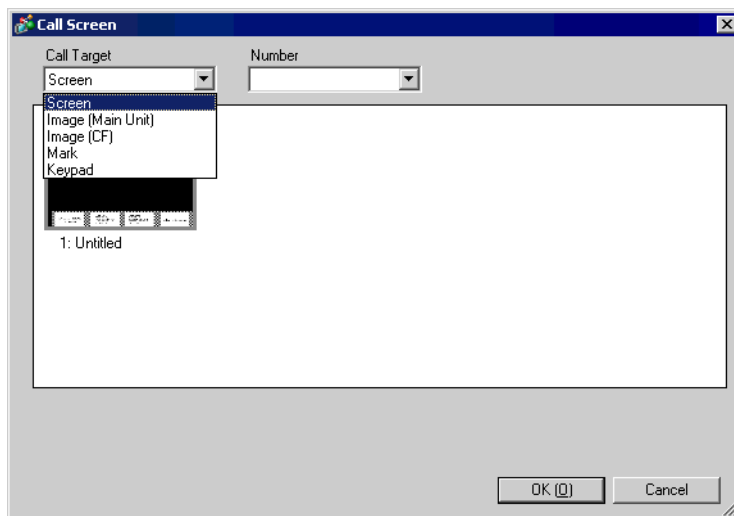 Call Screen
Call Target Number
Screen
Screen
Image (Main Unit)
Image (CF)
Mark
Keypad
1: Untitled
OK (O) Cancel